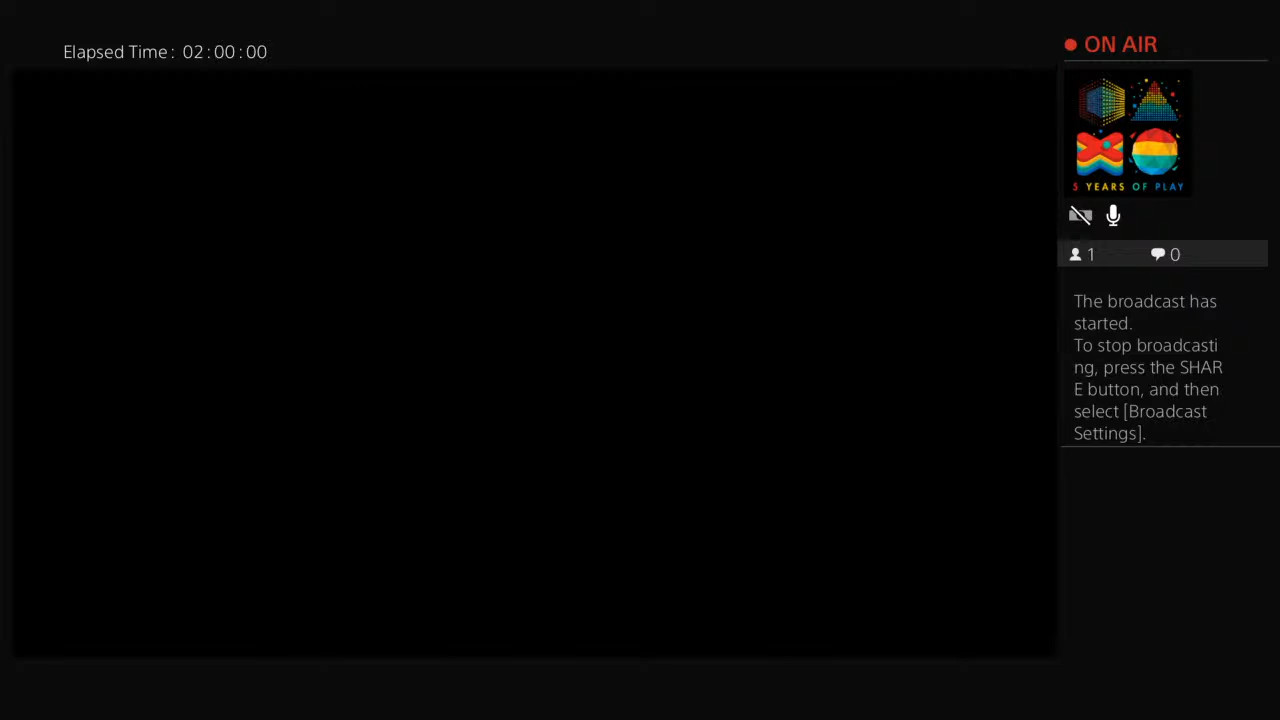 Elapsed Time: 02:00:00
ON AIR
5 YEARS OF PLAY
1 0
The broadcast has
started.
To stop broadcasti
ng, press the SHAR
E button, and then
select [Broadcast
Settings].